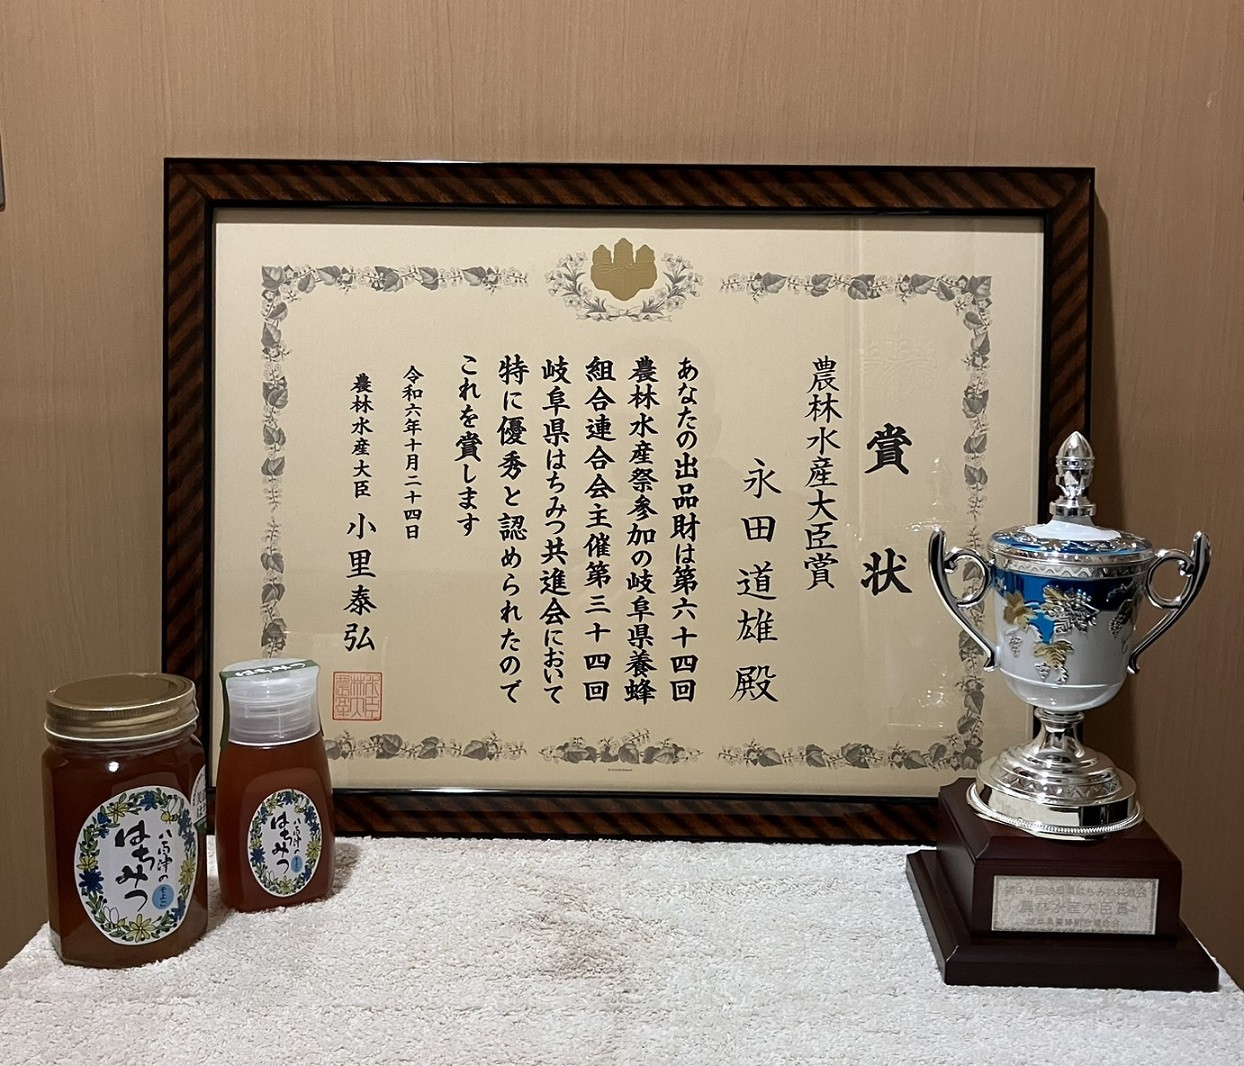 賞状
農林水産大臣賞
永田道雄殿
あなたの出品財は第六十四回
農林水産祭参加の岐阜県養蜂
組合連合会主催第三十四回
岐阜県はちみつ共進会において
特に優秀と認められたので
これを賞します
令和六年十月二十四日
農林水産大臣 小里泰弘
はちみつ
はちみつ
農林水産大臣賞